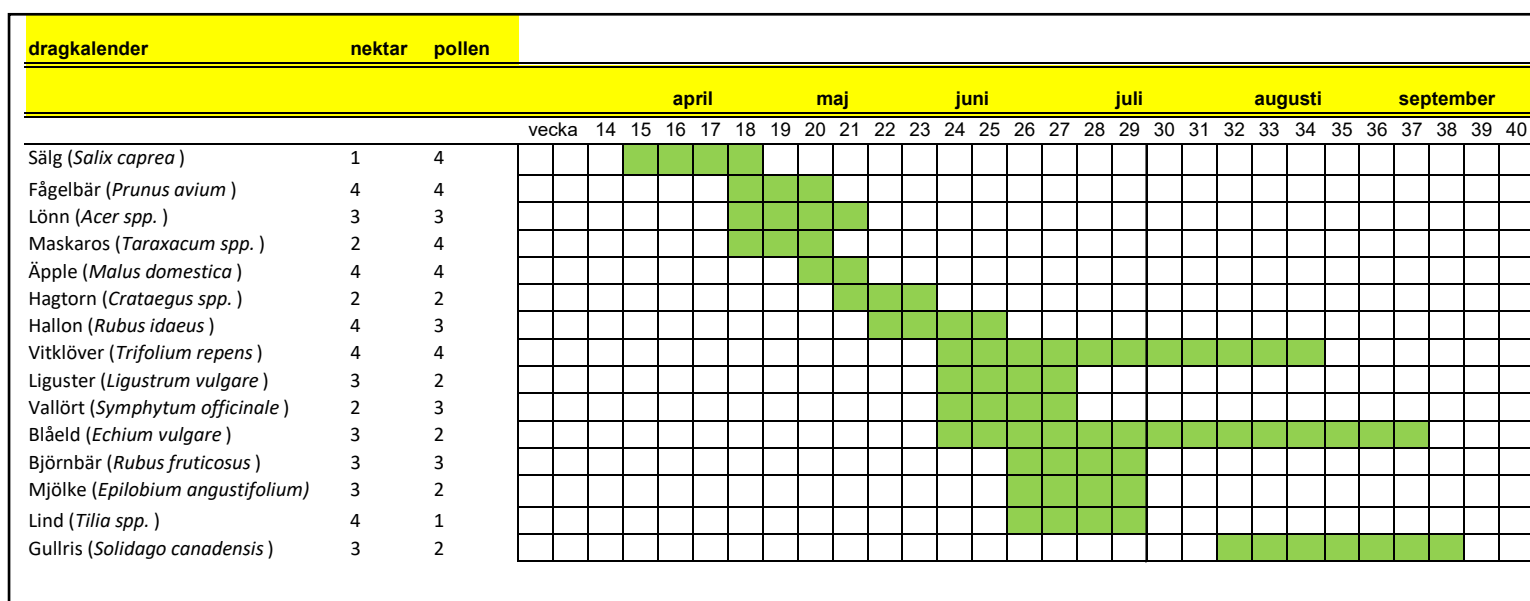 dragkalender nektar pollen
april maj juni juli augusti september
vecka 14 15 16 17 18 19 20 21 22 23 24 25 26 27 28 29 30 31 32 33 34 35 36 37 38 39 40
Sälg (Salix caprea ) 1 4
Fågelbär (Prunus avium ) 4 4
Lönn (Acer spp. ) 3 3
Maskaros (Taraxacum spp. ) 2 4
Äpple (Malus domestica ) 4 4
Hagtorn (Crataegus spp. ) 2 2
Hallon (Rubus idaeus ) 4 3
Vitklöver (Trifolium repens ) 4 4
Liguster (Ligustrum vulgare ) 3 2
Vallört (Symphytum officinale ) 2 3
Blåeld (Echium vulgare ) 3 2
Björnbär (Rubus fruticosus ) 3 3
Mjölke (Epilobium angustifolium) 3 2
Lind (Tilia spp. ) 4 1
Gullris (Solidago canadensis ) 3 2